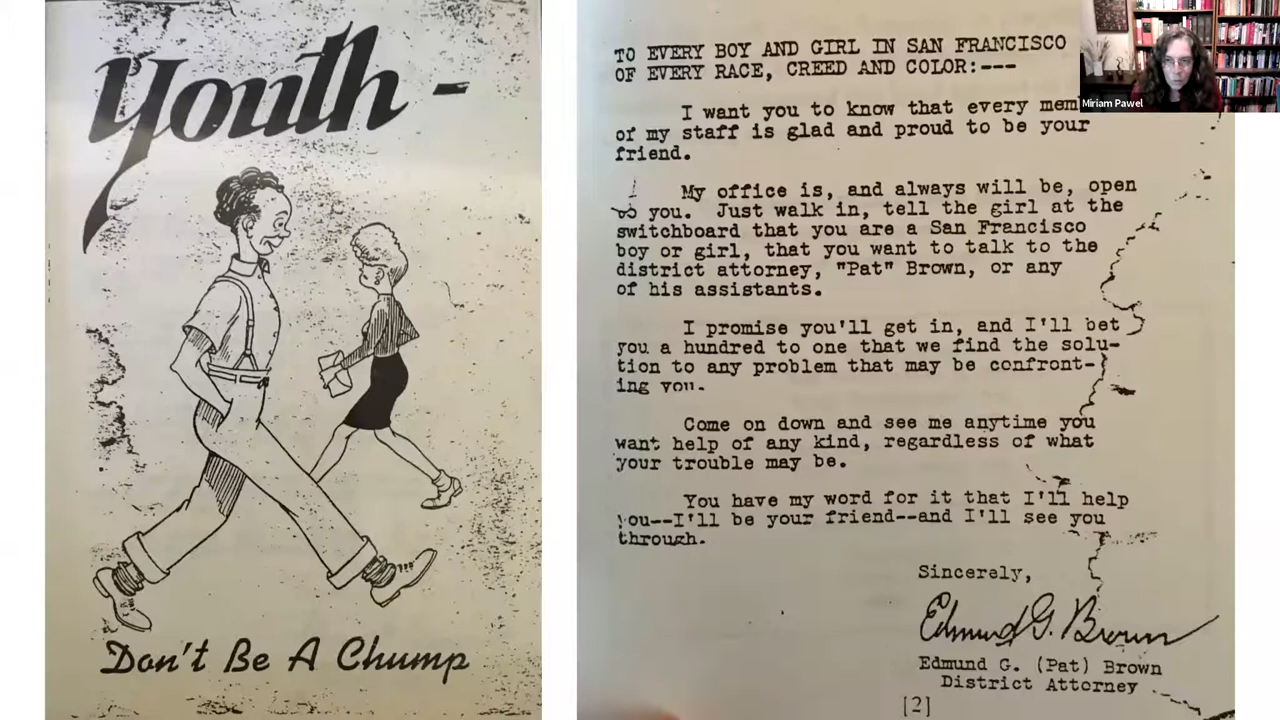 Youth -
Don't Be A Chump
TO EVERY BOY AND GIRL IN SAN FRANCISCO
OF EVERY RACE, CREED AND COLOR:---
I want you to know that every mem
of my staff is glad and proud to be your
friend.
My office is, and always will be, open
to you. Just walk in, tell the girl at the
switchboard that you are a San Francisco
boy or girl, that you want to talk to the
district attorney, "Pat" Brown, or any
of his assistants.
I promise you'll get in, and I'll bet
you a hundred to one that we find the solu-
tion to any problem that may be confront-
ing you.
Come on down and see me anytime you
want help of any kind, regardless of what
your trouble may be.
You have my word for it that I'll help
you--I'll be your friend--and I'll see you
through.
Sincerely,
Edmund G. Brown
Edmund G. (Pat) Brown
District Attorney
[2]
Miriam Pawel